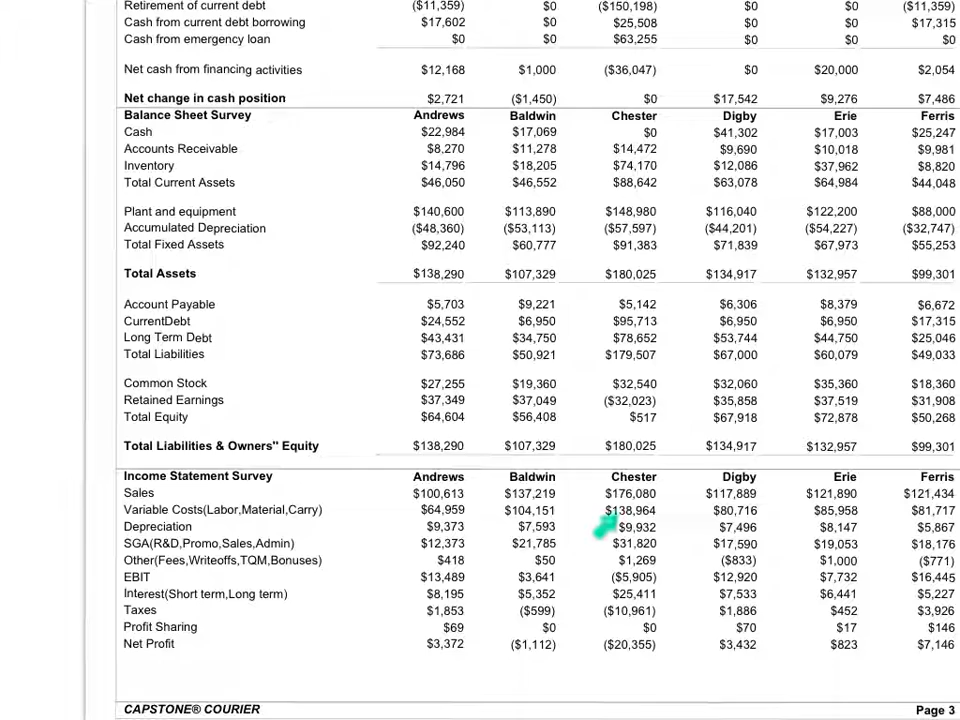 Retirement of current debt ($11,359) $0 ($150,198) $0 $0 ($11,359)
Cash from current debt borrowing $17,602 $0 $25,508 $0 $0 $17,315
Cash from emergency loan $0 $0 $63,255 $0 $0 $0
Net cash from financing activities $12,168 $1,000 ($36,047) $0 $20,000 $2,054
Net change in cash position $2,721 ($1,450) $0 $17,542 $9,276 $7,486
Balance Sheet Survey Andrews Baldwin Chester Digby Erie Ferris
Cash $22,984 $17,069 $0 $41,302 $17,003 $25,247
Accounts Receivable $8,270 $11,278 $14,472 $9,690 $10,018 $9,981
Inventory $14,796 $18,205 $74,170 $12,086 $37,962 $8,820
Total Current Assets $46,050 $46,552 $88,642 $63,078 $64,984 $44,048
Plant and equipment $140,600 $113,890 $148,980 $116,040 $122,200 $88,000
Accumulated Depreciation ($48,360) ($53,113) ($57,597) ($44,201) ($54,227) ($32,747)
Total Fixed Assets $92,240 $60,777 $91,383 $71,839 $67,973 $55,253
Total Assets $138,290 $107,329 $180,025 $134,917 $132,957 $99,301
Account Payable $5,703 $9,221 $5,142 $6,306 $8,379 $6,672
CurrentDebt $24,552 $6,950 $95,713 $6,950 $6,950 $17,315
Long Term Debt $43,431 $34,750 $78,652 $53,744 $44,750 $25,046
Total Liabilities $73,686 $50,921 $179,507 $67,000 $60,079 $49,033
Common Stock $27,255 $19,360 $32,540 $32,060 $35,360 $18,360
Retained Earnings $37,349 $37,049 ($32,023) $35,858 $37,519 $31,908
Total Equity $64,604 $56,408 $517 $67,918 $72,878 $50,268
Total Liabilities & Owners" Equity $138,290 $107,329 $180,025 $134,917 $132,957 $99,301
Income Statement Survey Andrews Baldwin Chester Digby Erie Ferris
Sales $100,613 $137,219 $176,080 $117,889 $121,890 $121,434
Variable Costs(Labor,Material,Carry) $64,959 $104,151 $138,964 $80,716 $85,958 $81,717
Depreciation $9,373 $7,593 $9,932 $7,496 $8,147 $5,867
SGA(R&D,Promo,Sales,Admin) $12,373 $21,785 $31,820 $17,590 $19,053 $18,176
Other(Fees,Writeoffs,TQM,Bonuses) $418 $50 $1,269 ($833) $1,000 ($771)
EBIT $13,489 $3,641 ($5,905) $12,920 $7,732 $16,445
Interest(Short term,Long term) $8,195 $5,352 $25,411 $7,533 $6,441 $5,227
Taxes $1,853 ($599) ($10,961) $1,886 $452 $3,926
Profit Sharing $69 $0 $0 $70 $17 $146
Net Profit $3,372 ($1,112) ($20,355) $3,432 $823 $7,146
CAPSTONE® COURIER Page 3